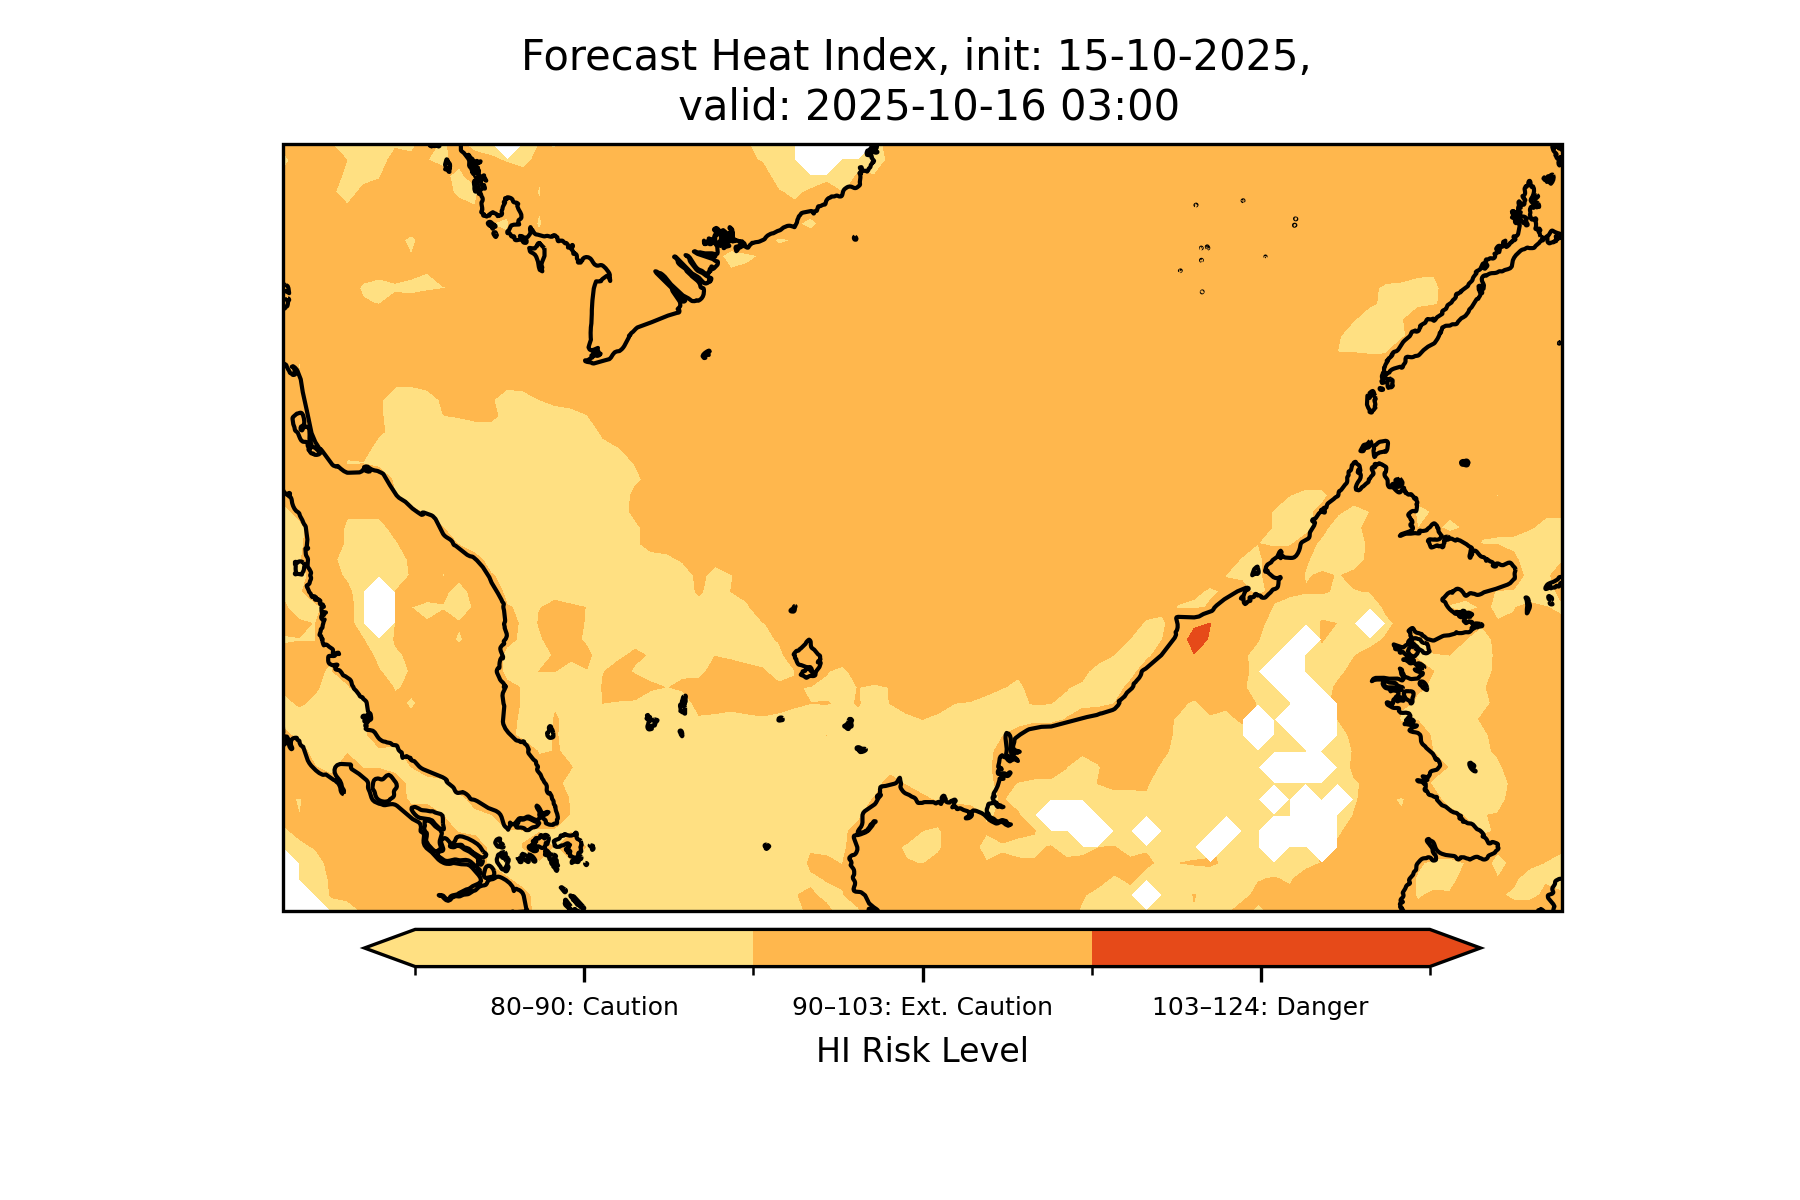 Forecast Heat Index, init: 15-10-2025,
valid: 2025-10-16 03:00
80–90: Caution
90–103: Ext. Caution
103–124: Danger
HI Risk Level